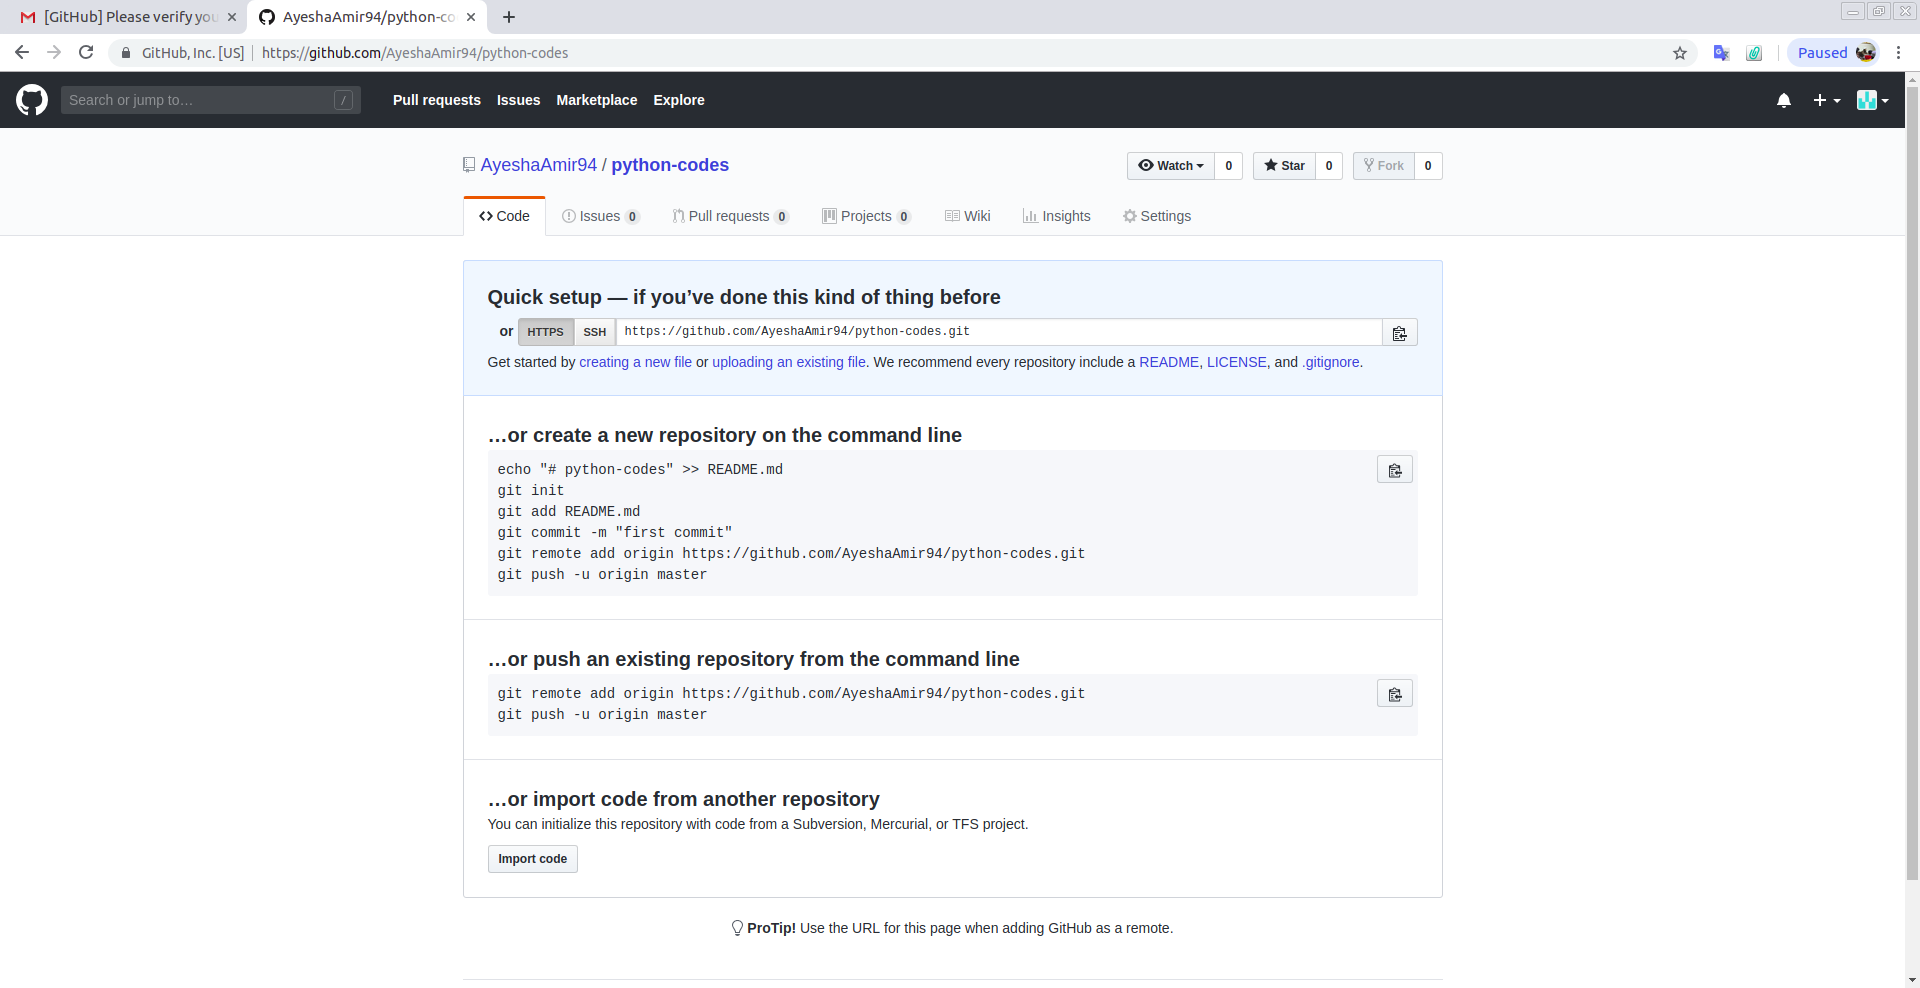 [GitHub] Please verify you
AyeshaAmir94/python-co
GitHub, Inc. [US] https://github.com/AyeshaAmir94/python-codes
Paused
Search or jump to… /
Pull requests Issues Marketplace Explore
AyeshaAmir94 / python-codes
Watch 0 Star 0 Fork 0
Code Issues 0 Pull requests 0 Projects 0 Wiki Insights Settings
Quick setup — if you’ve done this kind of thing before
or HTTPS SSH https://github.com/AyeshaAmir94/python-codes.git
Get started by creating a new file or uploading an existing file. We recommend every repository include a README, LICENSE, and .gitignore.
…or create a new repository on the command line
echo "# python-codes" >> README.md
git init
git add README.md
git commit -m "first commit"
git remote add origin https://github.com/AyeshaAmir94/python-codes.git
git push -u origin master
…or push an existing repository from the command line
git remote add origin https://github.com/AyeshaAmir94/python-codes.git
git push -u origin master
…or import code from another repository
You can initialize this repository with code from a Subversion, Mercurial, or TFS project.
Import code
ProTip! Use the URL for this page when adding GitHub as a remote.